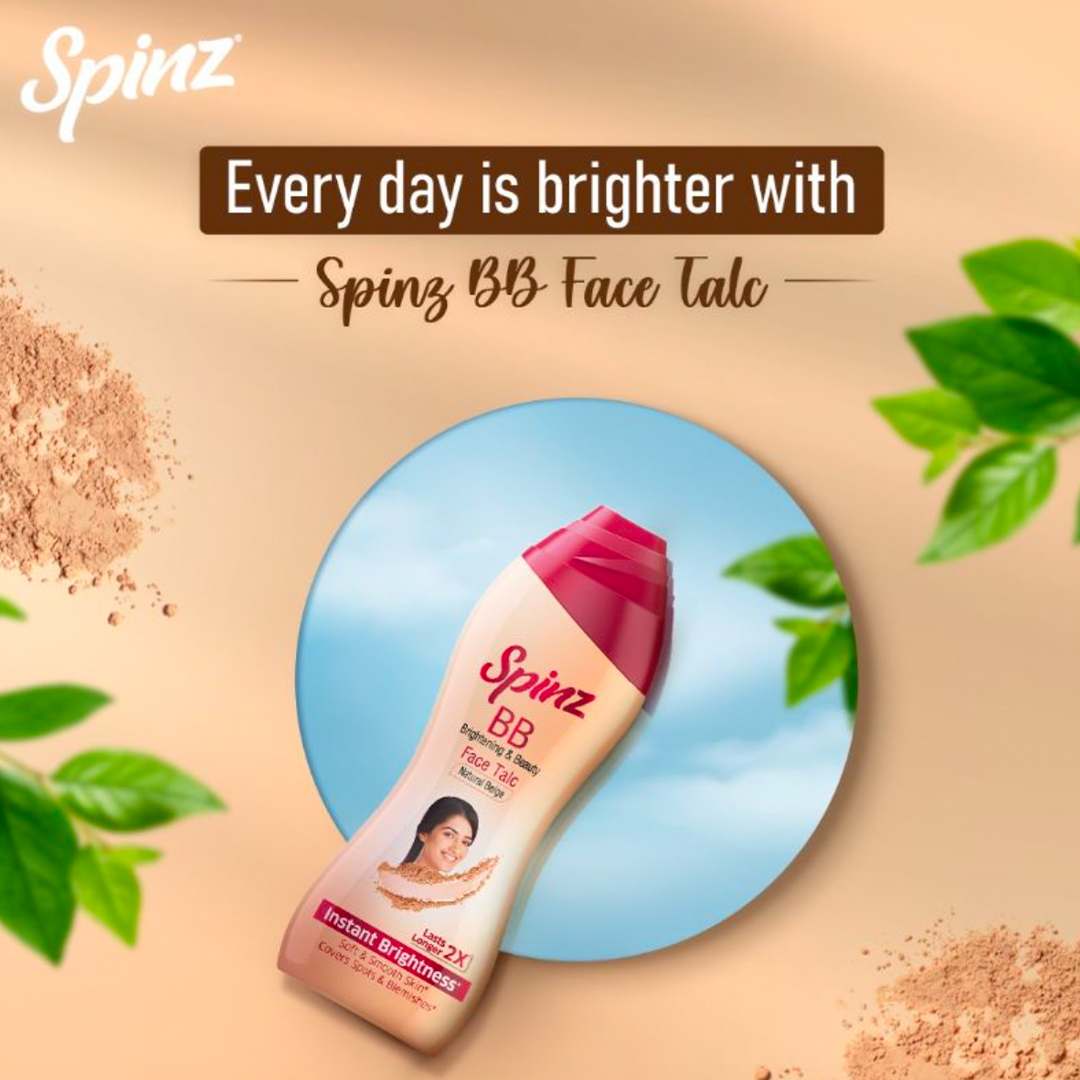 Spinz
Every day is brighter with
Spinz BB Face Talc
Spinz
BB
Brightening & Beauty
Face Talc
Natural Beige
Lasts
Longer 2X
Instant Brightness*
Soft & Smooth Skin*
Covers Spots & Blemishes*